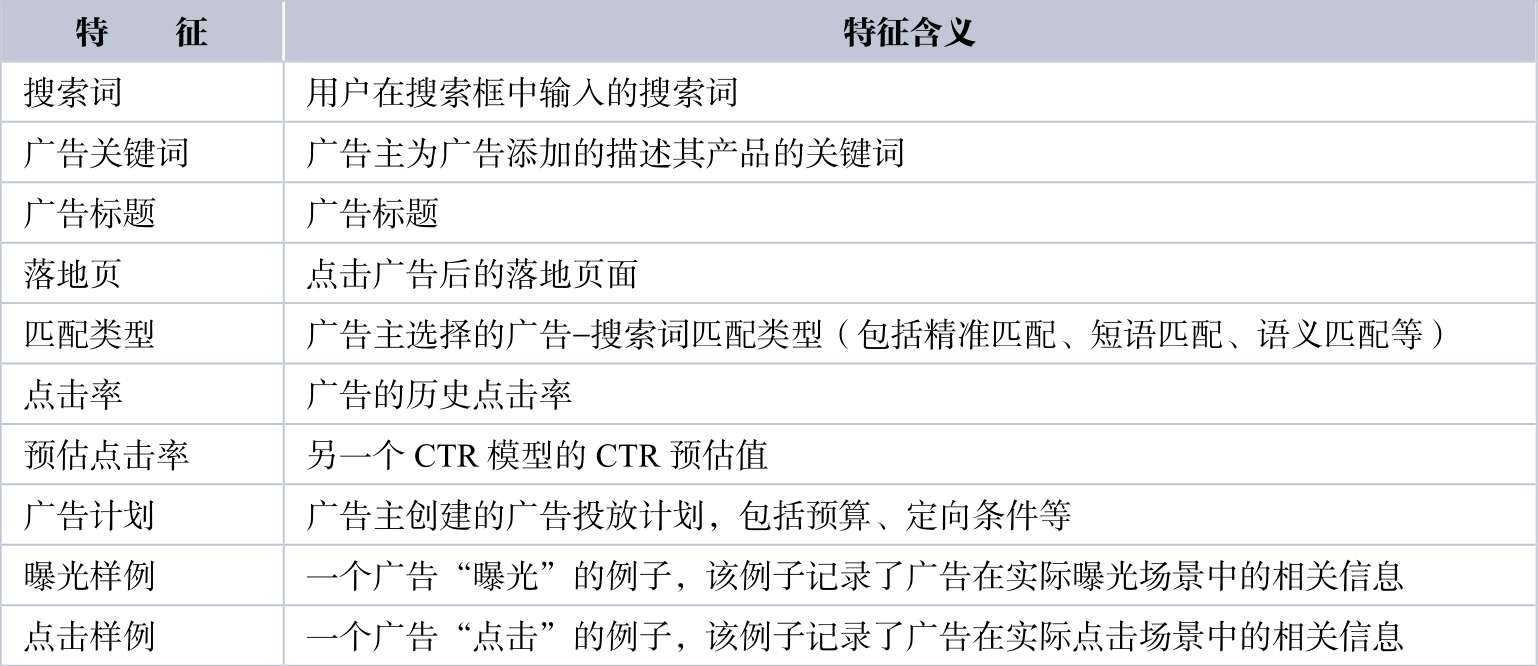 特 征 特征含义
搜索词 用户在搜索框中输入的搜索词
广告关键词 广告主为广告添加的描述其产品的关键词
广告标题 广告标题
落地页 点击广告后的落地页面
匹配类型 广告主选择的广告–搜索词匹配类型（包括精准匹配、短语匹配、语义匹配等）
点击率 广告的历史点击率
预估点击率 另一个 CTR 模型的 CTR 预估值
广告计划 广告主创建的广告投放计划，包括预算、定向条件等
曝光样例 一个广告“曝光”的例子，该例子记录了广告在实际曝光场景中的相关信息
点击样例 一个广告“点击”的例子，该例子记录了广告在实际点击场景中的相关信息